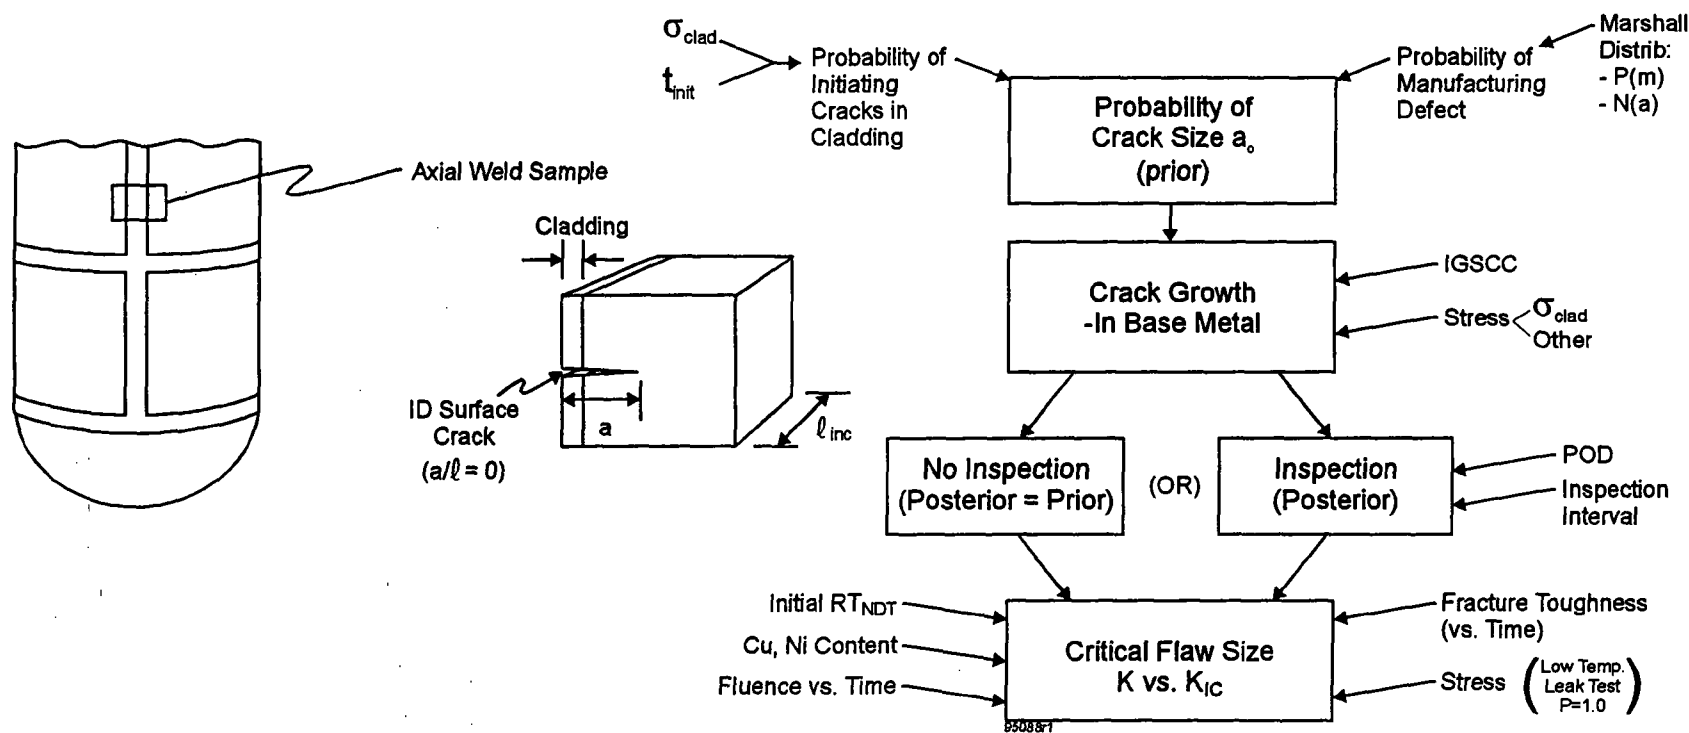 Axial Weld Sample
Cladding
ID Surface
Crack
(a/ℓ = 0)
a
ℓinc
σclad
tinit
Probability of
Initiating
Cracks in
Cladding
Probability of
Crack Size ao
(prior)
Probability of
Manufacturing
Defect
Marshall
Distrib:
- P(m)
- N(a)
Crack Growth
-In Base Metal
IGSCC
Stress
σclad
Other
No Inspection
(Posterior = Prior)
(OR)
Inspection
(Posterior)
POD
Inspection
Interval
Initial RTNDT
Cu, Ni Content
Fluence vs. Time
Critical Flaw Size
K vs. KIC
Fracture Toughness
(vs. Time)
Stress
(Low Temp.
Leak Test
P=1.0)
95088r1